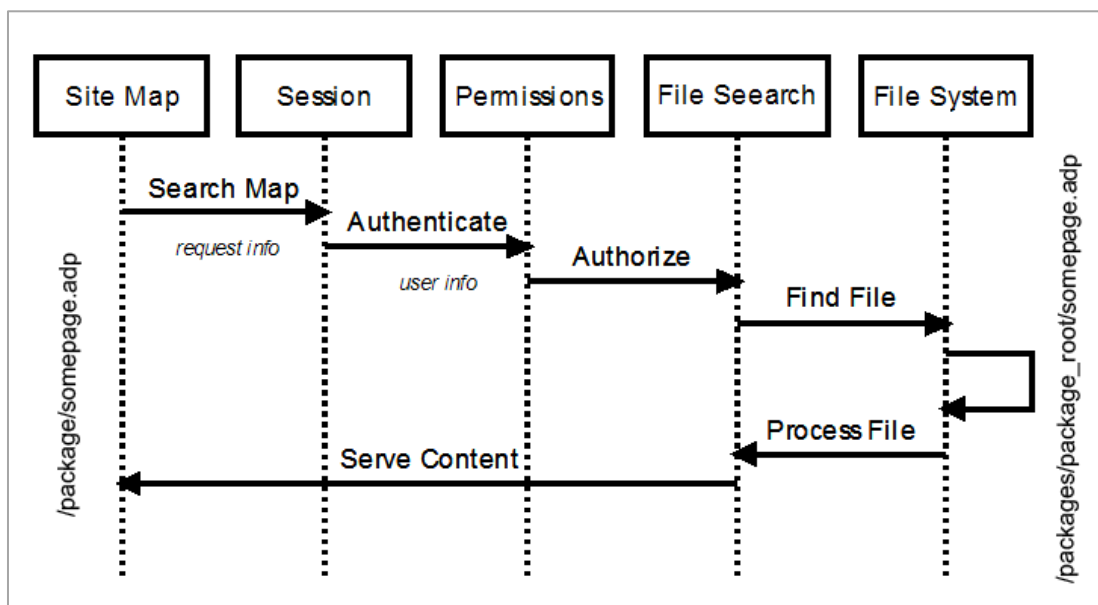 Site Map
Session
Permissions
File Seearch
File System
Search Map
request info
Authenticate
user info
Authorize
Find File
Process File
Serve Content
/package/somepage.adp
/packages/package_root/somepage.adp